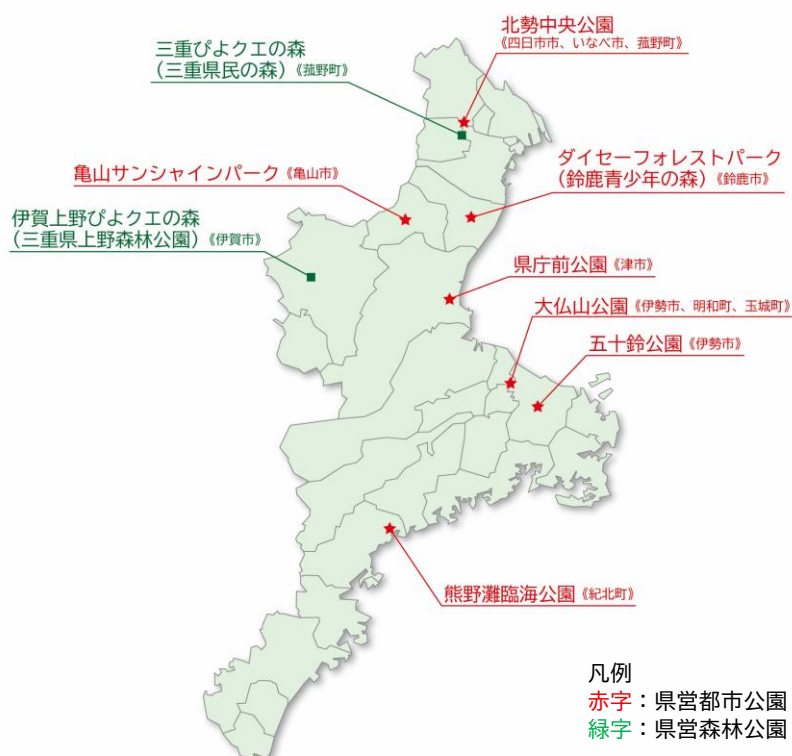 北勢中央公園
《四日市市、いなべ市、菰野町》
三重ぴよクエの森
(三重県民の森)《菰野町》
ダイセーフォレストパーク
(鈴鹿青少年の森)《鈴鹿市》
亀山サンシャインパーク《亀山市》
伊賀上野ぴよクエの森
(三重県上野森林公園)《伊賀市》
県庁前公園《津市》
大仏山公園《伊勢市、明和町、玉城町》
五十鈴公園《伊勢市》
熊野灘臨海公園《紀北町》
凡例
赤字:県営都市公園
緑字:県営森林公園